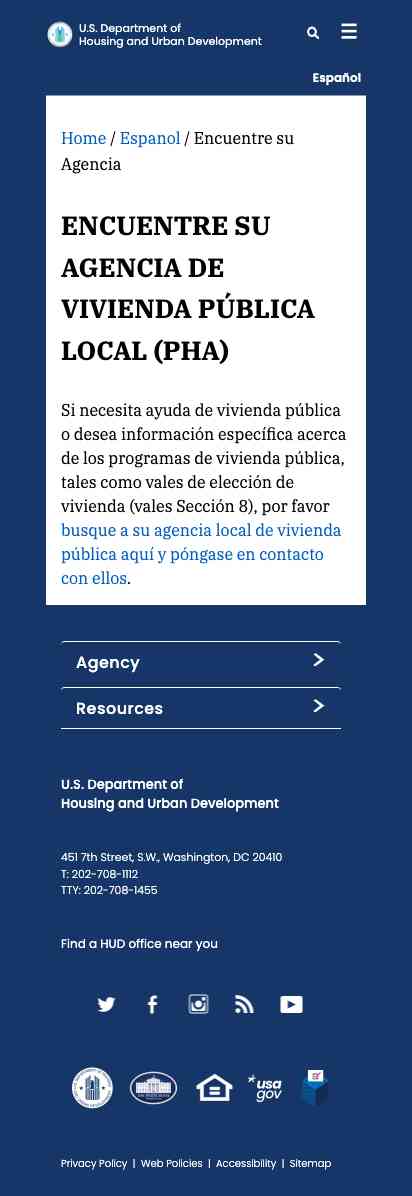 U.S. Department of
Housing and Urban Development
Español
Home / Espanol / Encuentre su
Agencia
ENCUENTRE SU
AGENCIA DE
VIVIENDA PÚBLICA
LOCAL (PHA)
Si necesita ayuda de vivienda pública
o desea información específica acerca
de los programas de vivienda pública,
tales como vales de elección de
vivienda (vales Sección 8), por favor
busque a su agencia local de vivienda
pública aquí y póngase en contacto
con ellos.
Agency
Resources
U.S. Department of
Housing and Urban Development
451 7th Street, S.W., Washington, DC 20410
T: 202-708-1112
TTY: 202-708-1455
Find a HUD office near you
usa
gov
Privacy Policy | Web Policies | Accessibility | Sitemap